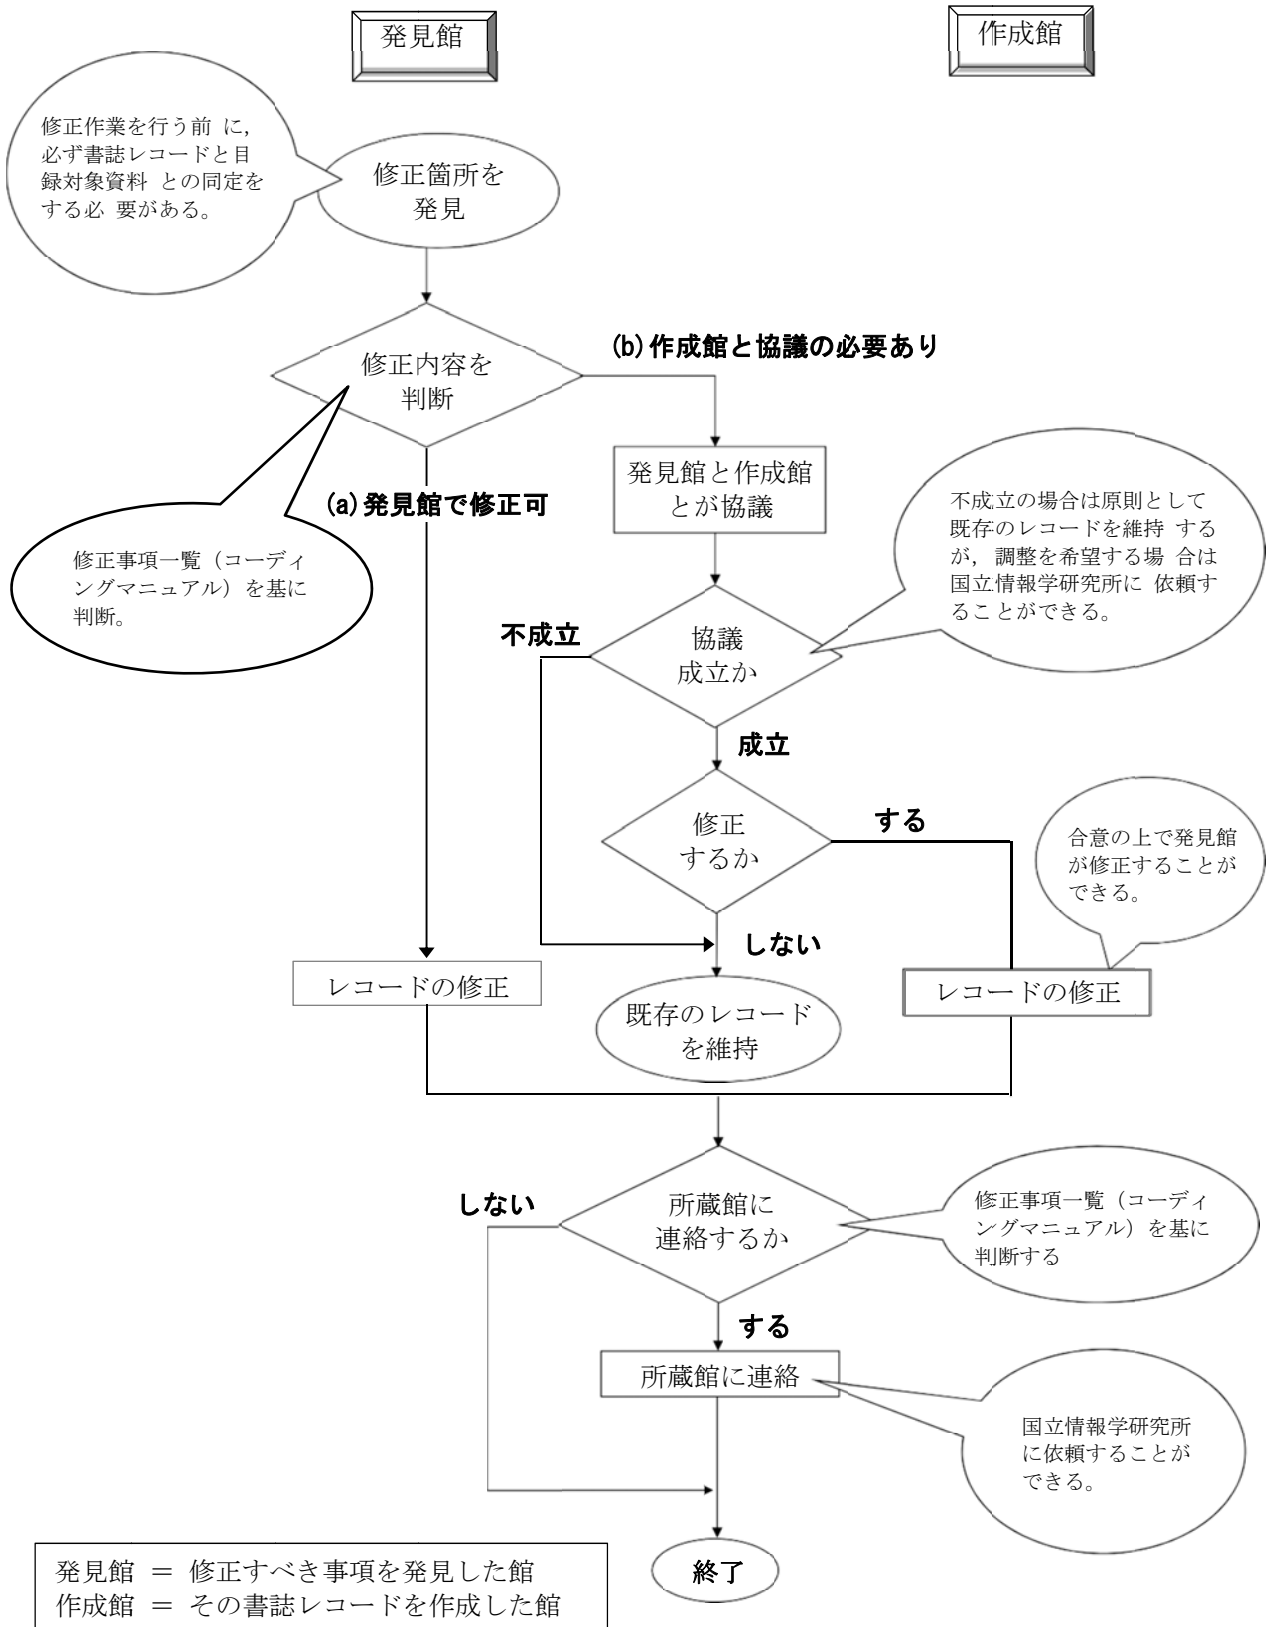 発見館
作成館
修正作業を行う前 に,
必ず書誌レコードと目
録対象資料 との同定を
する必 要がある。
修正箇所を
発見
修正内容を
判断
(b)作成館と協議の必要あり
(a)発見館で修正可
修正事項一覧（コーディ
ングマニュアル）を基に
判断。
発見館と作成館
とが協議
不成立の場合は原則として
既存のレコードを維持 する
が, 調整を希望する場 合は
国立情報学研究所に 依頼す
ることができる。
協議
成立か
不成立
成立
修正
するか
する
合意の上で発見館
が修正することが
できる。
しない
レコードの修正
既存のレコード
を維持
レコードの修正
所蔵館に
連絡するか
しない
修正事項一覧（コーディ
ングマニュアル）を基に
判断する
する
所蔵館に連絡
国立情報学研究所
に依頼することが
できる。
終了
発見館 ＝ 修正すべき事項を発見した館
作成館 ＝ その書誌レコードを作成した館